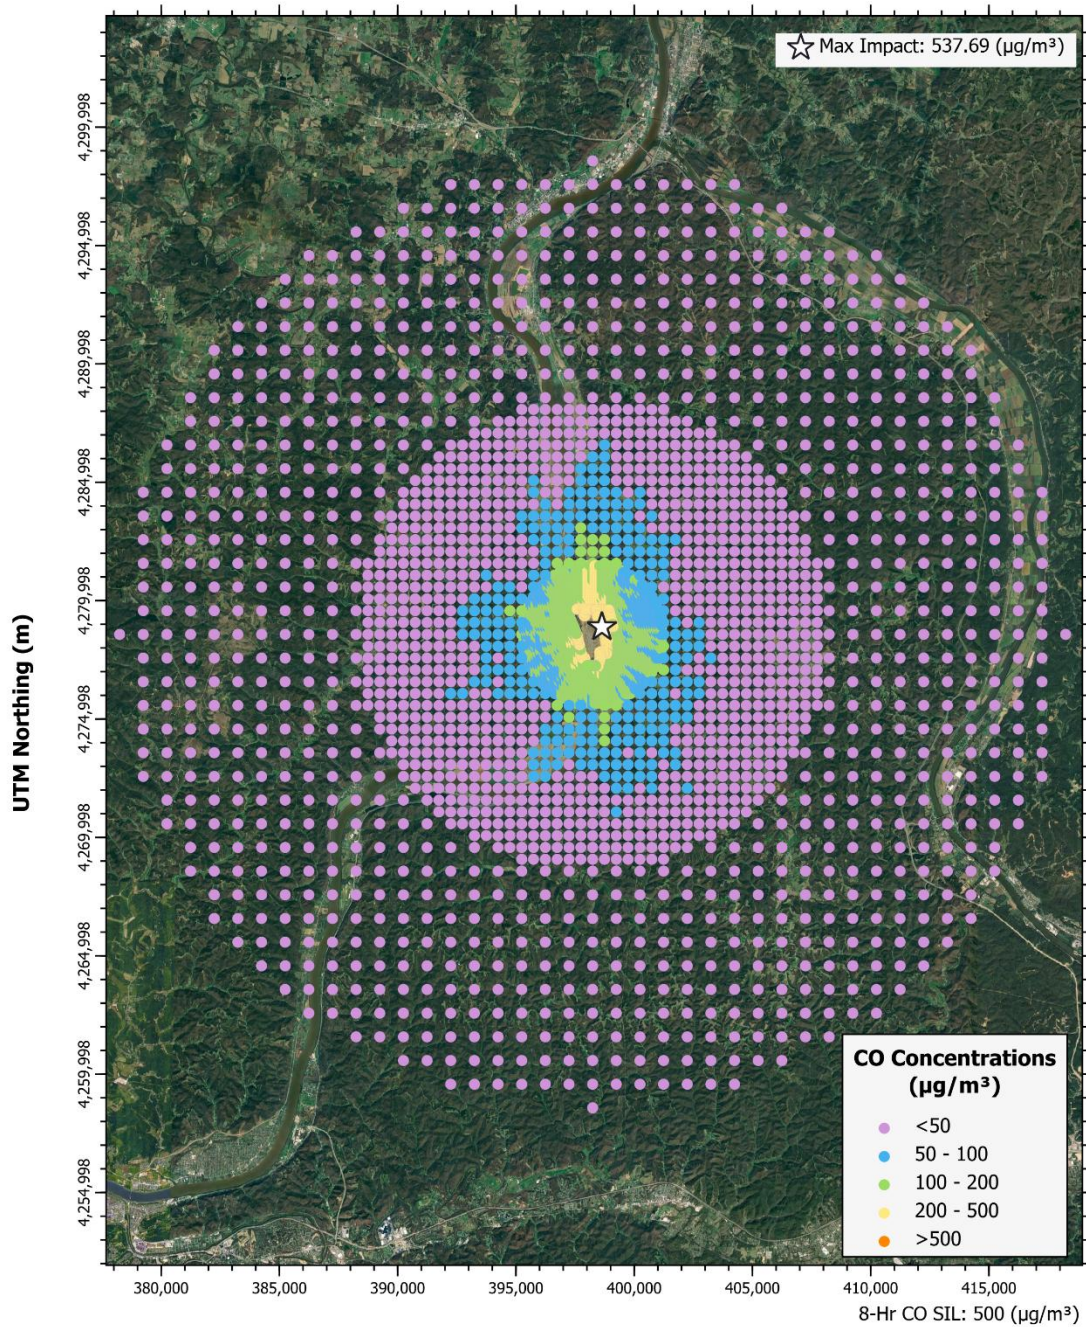 Max Impact: 537.69 (µg/m³)
UTM Northing (m)
4,299,998
4,294,998
4,289,998
4,284,998
4,279,998
4,274,998
4,269,998
4,264,998
4,259,998
4,254,998
CO Concentrations
(µg/m³)
<50
50 - 100
100 - 200
200 - 500
>500
380,000
385,000
390,000
395,000
400,000
405,000
410,000
415,000
8-Hr CO SIL: 500 (µg/m³)